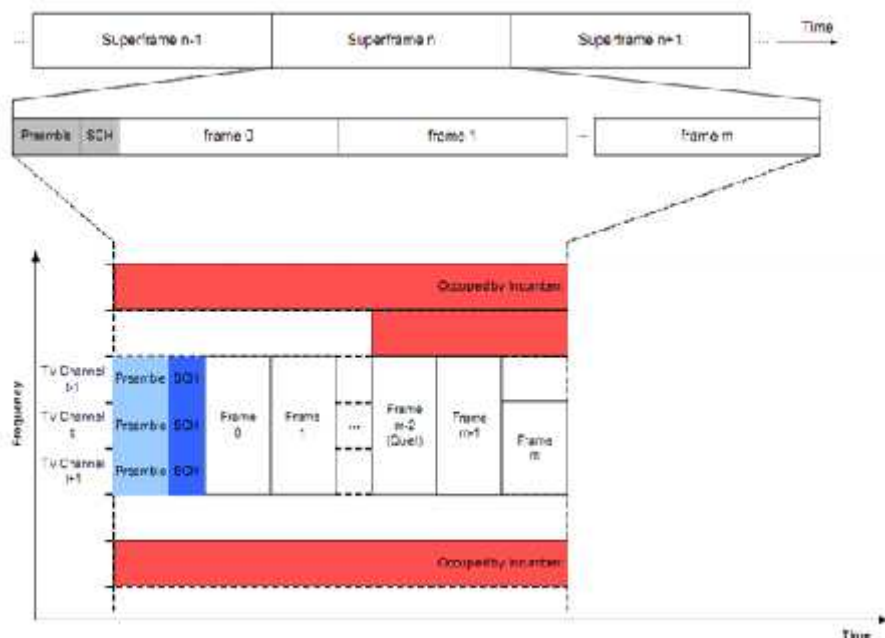 ... Superframe n-1 Superframe n Superframe n+1 ... Time
Preamble SCH frame 0 frame 1 ... frame m
Occupied by Incumbent
TV Channel
t-1
Preamble SCH
TV Channel
t
Preamble SCH
TV Channel
t+1
Preamble SCH
Frame
0
Frame
1
...
Frame
m-2
(Quiet)
Frame
m-1
Frame
m
Occupied by Incumbent
Frequency
Time